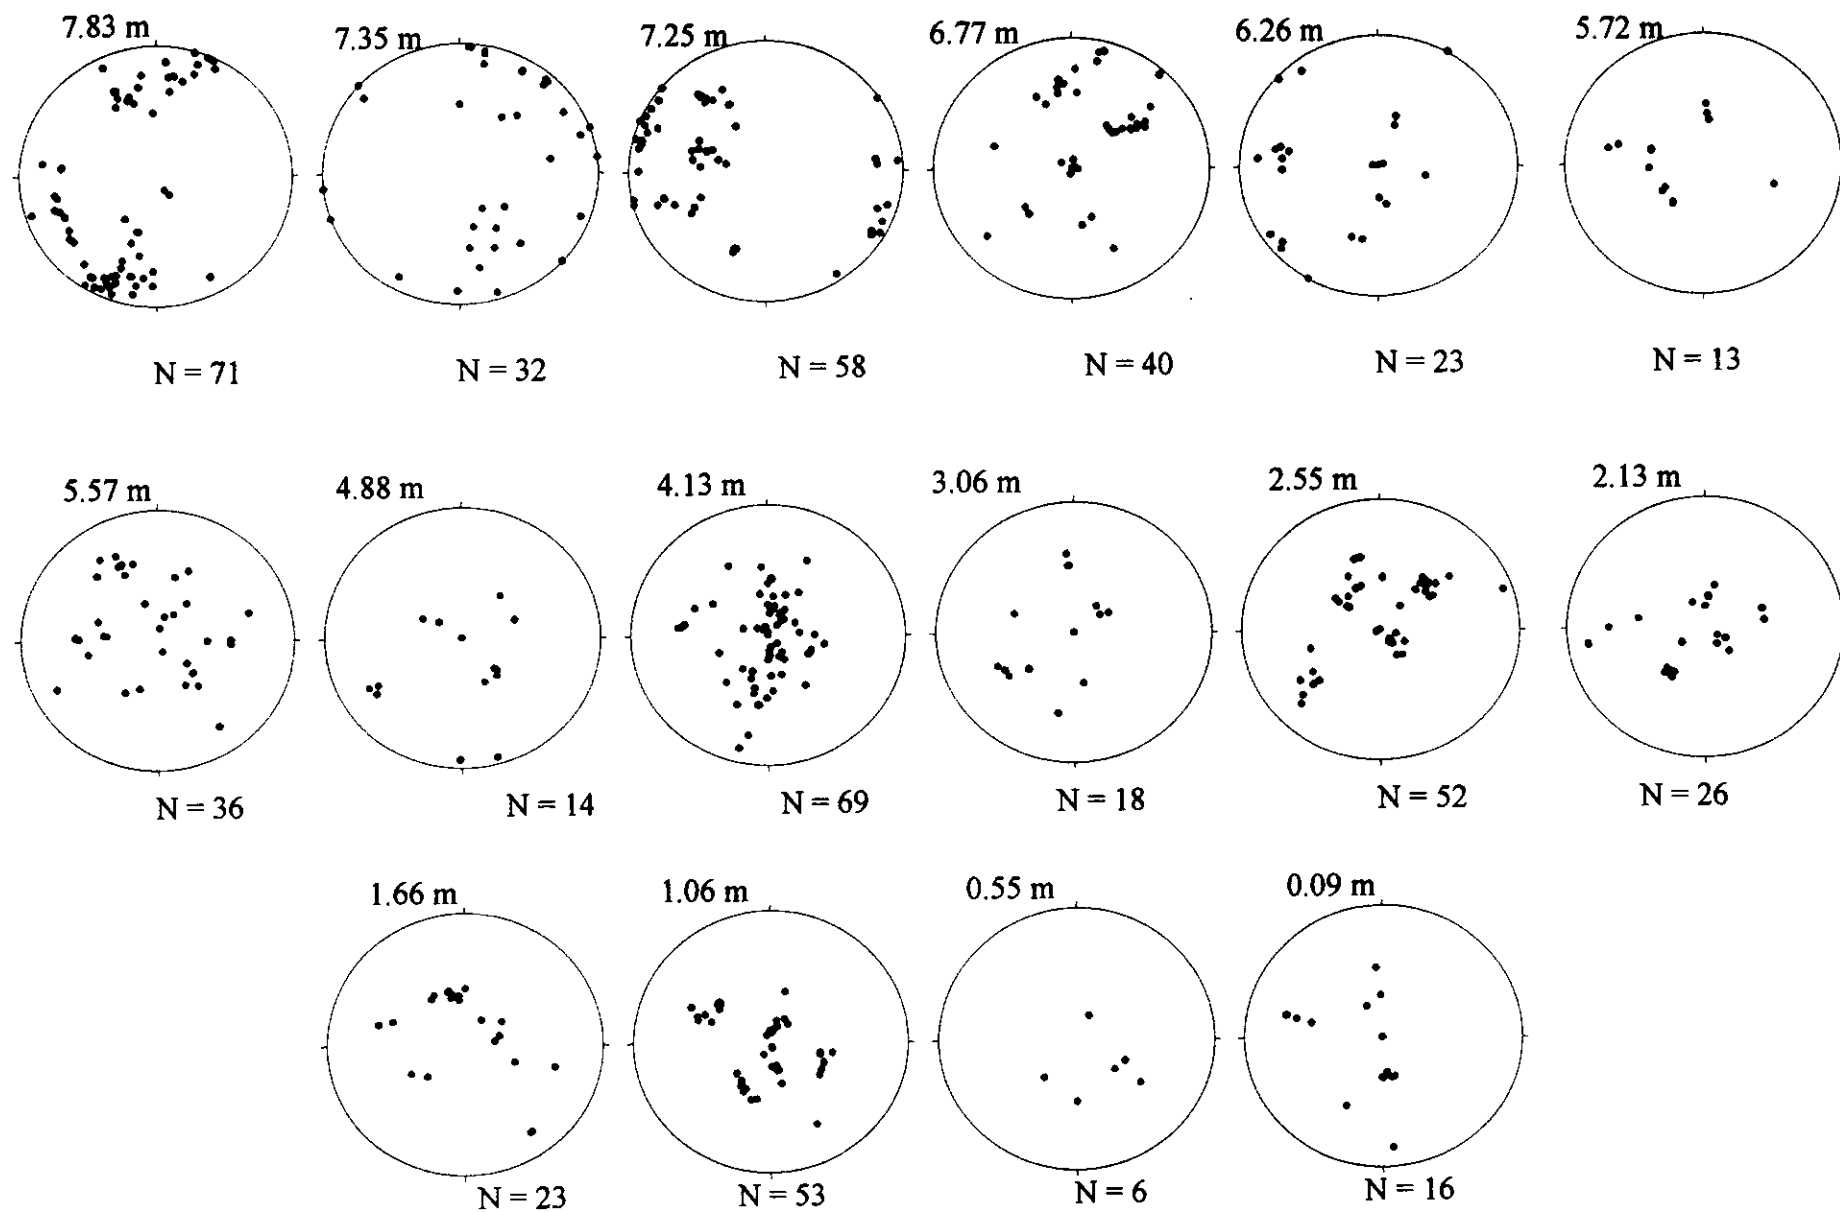 7.83 m
7.35 m
7.25 m
6.77 m
6.26 m
5.72 m
N = 71
N = 32
N = 58
N = 40
N = 23
N = 13
5.57 m
4.88 m
4.13 m
3.06 m
2.55 m
2.13 m
N = 36
N = 14
N = 69
N = 18
N = 52
N = 26
1.66 m
1.06 m
0.55 m
0.09 m
N = 23
N = 53
N = 6
N = 16